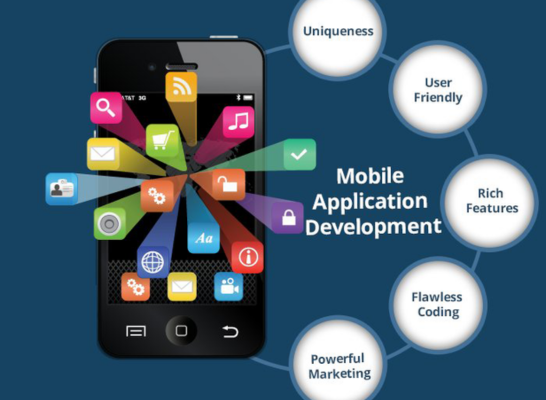 Uniqueness
User
Friendly
AT&T 3G
Mobile
Application
Development
Rich
Features
Aa
Flawless
Coding
Powerful
Marketing